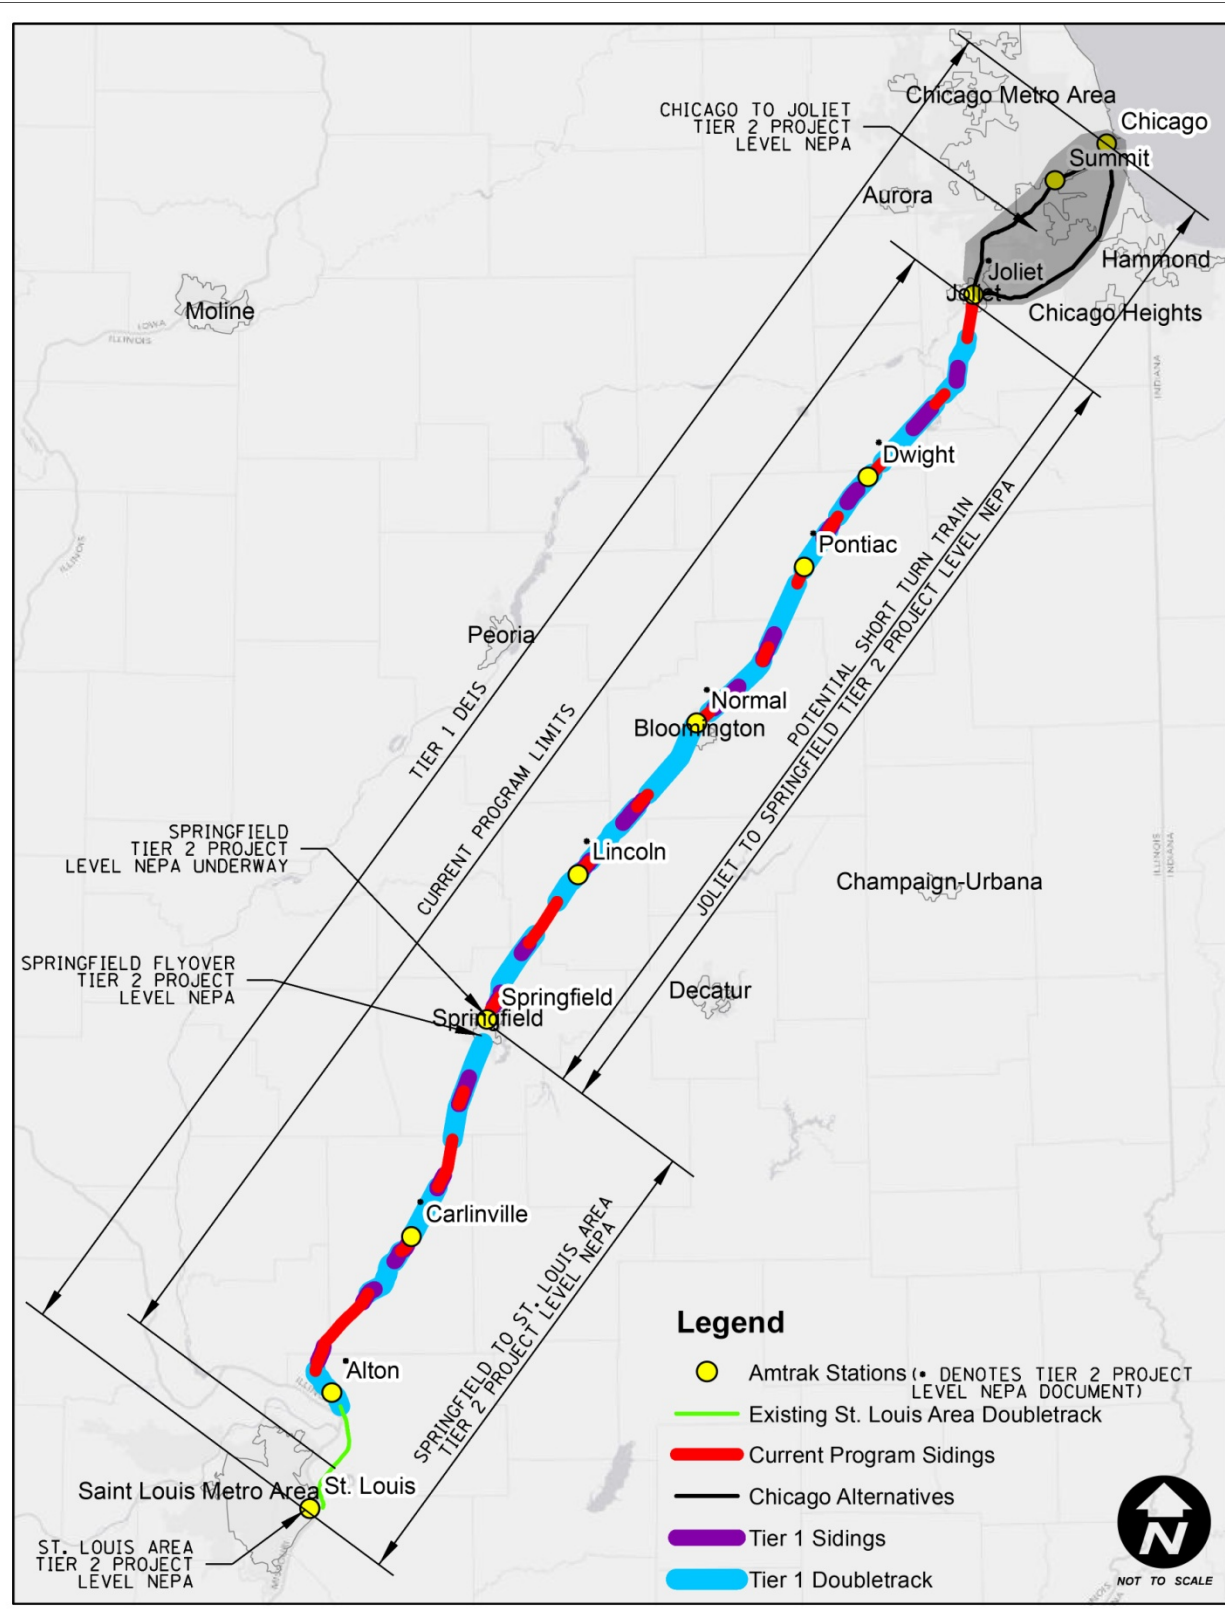 Chicago Metro Area
CHICAGO TO JOLIET
TIER 2 PROJECT
LEVEL NEPA
Chicago
Summit
Aurora
Hammond
Joliet
Joliet
Chicago Heights
Moline
IOWA
ILLINOIS
INDIANA
Dwight
Pontiac
ILLINOIS
Peoria
Normal
Bloomington
TIER 1 DEIS
CURRENT PROGRAM LIMITS
POTENTIAL SHORT TURN TRAIN
JOLIET TO SPRINGFIELD TIER 2 PROJECT LEVEL NEPA
SPRINGFIELD
TIER 2 PROJECT
LEVEL NEPA UNDERWAY
Lincoln
ILLINOIS
INDIANA
Champaign-Urbana
SPRINGFIELD FLYOVER
TIER 2 PROJECT
LEVEL NEPA
Decatur
Springfield
Springfield
Carlinville
SPRINGFIELD TO ST. LOUIS AREA
TIER 2 PROJECT LEVEL NEPA
Alton
Saint Louis Metro Area
St. Louis
ST. LOUIS AREA
TIER 2 PROJECT
LEVEL NEPA
MISSOURI
Legend
Amtrak Stations (• DENOTES TIER 2 PROJECT
LEVEL NEPA DOCUMENT)
Existing St. Louis Area Doubletrack
Current Program Sidings
Chicago Alternatives
Tier 1 Sidings
Tier 1 Doubletrack
N
NOT TO SCALE